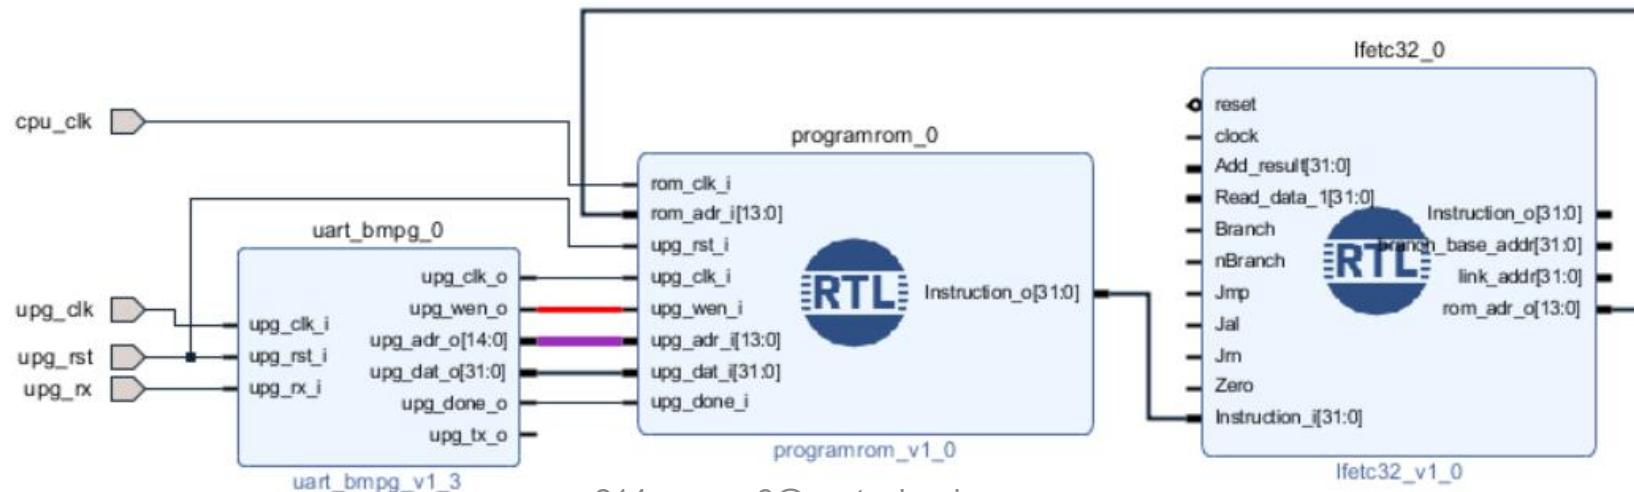 cpu_clk
upg_clk
upg_rst
upg_rx
uart_bmpg_0
upg_clk_i
upg_rst_i
upg_rx_i
upg_clk_o
upg_wen_o
upg_adr_o[14:0]
upg_dat_o[31:0]
upg_done_o
upg_tx_o
uart_bmpg_v1_3
programrom_0
rom_clk_i
rom_adr_i[13:0]
upg_rst_i
upg_clk_i
upg_wen_i
upg_adr_i[13:0]
upg_dat_i[31:0]
upg_done_i
RTL
Instruction_o[31:0]
programrom_v1_0
Ifetc32_0
reset
clock
Add_result[31:0]
Read_data_1[31:0]
Branch
nBranch
Jmp
Jal
Jrn
Zero
Instruction_i[31:0]
RTL
Instruction_o[31:0]
branch_base_addr[31:0]
link_addr[31:0]
rom_adr_o[13:0]
Ifetc32_v1_0